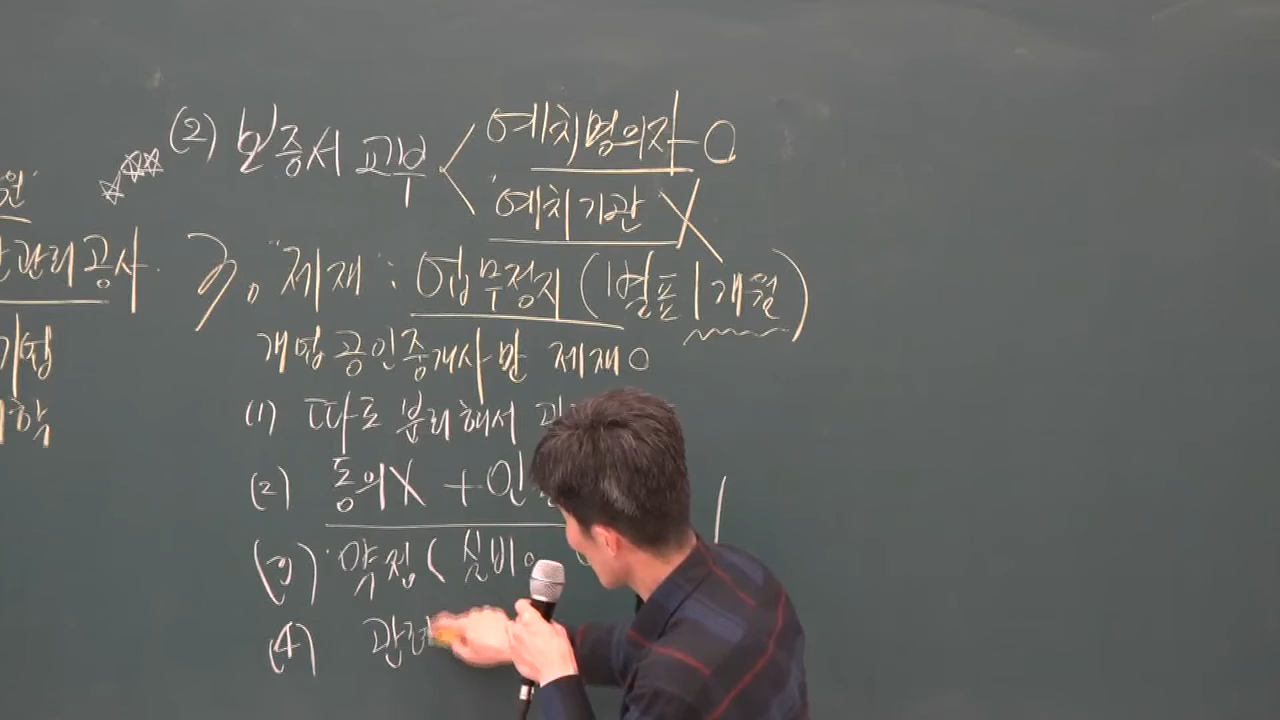 (2) 보증서 교부 < 예치명의자 - O
예치기관 X
3. "제재 : 업무정지 (별표 1개월)
개업공인중개사만 제재 O
(1) 따로 분리해서
(2) 동의X + 인
(3) 약정 ( 실비
(4) 관련
관리공사.